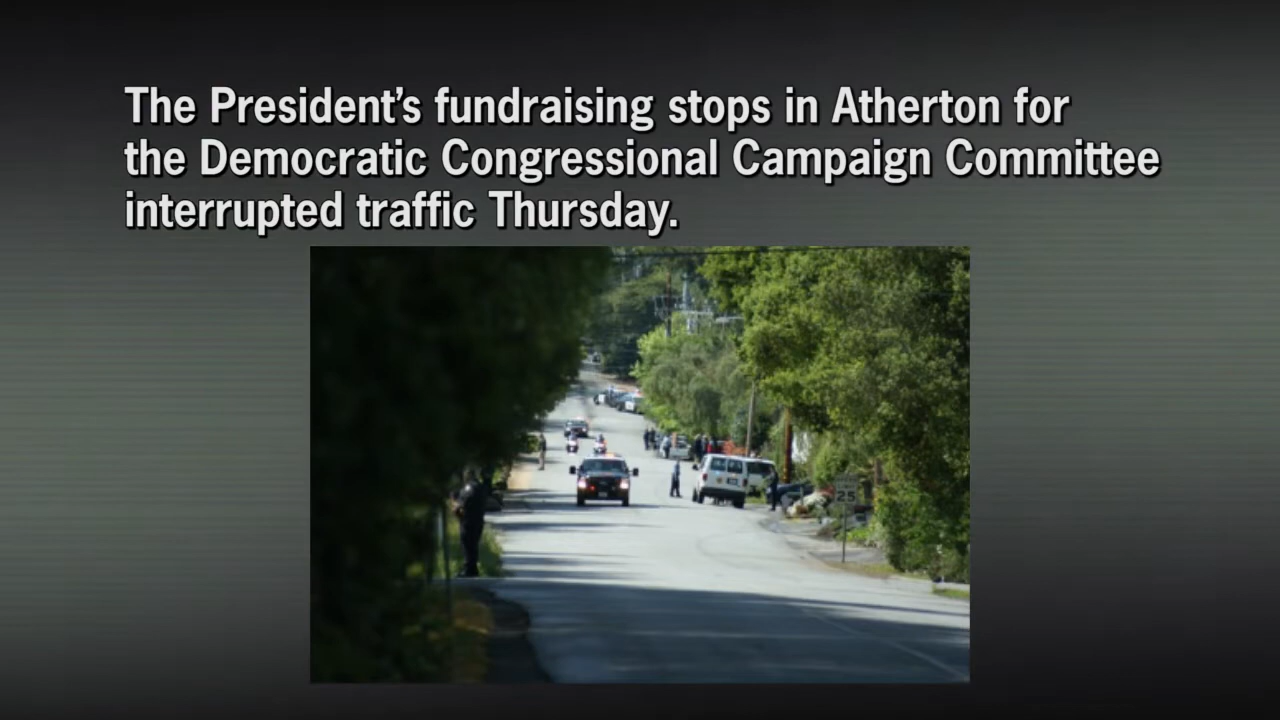 The President's fundraising stops in Atherton for
the Democratic Congressional Campaign Committee
interrupted traffic Thursday.
25